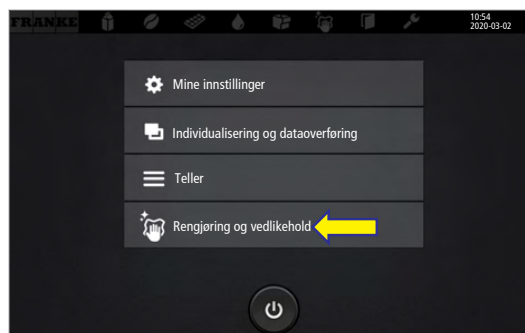 FRANKE
10:54
2020-03-02
Mine innstillinger
Individualisering og dataoverføring
Teller
Rengjøring og vedlikehold